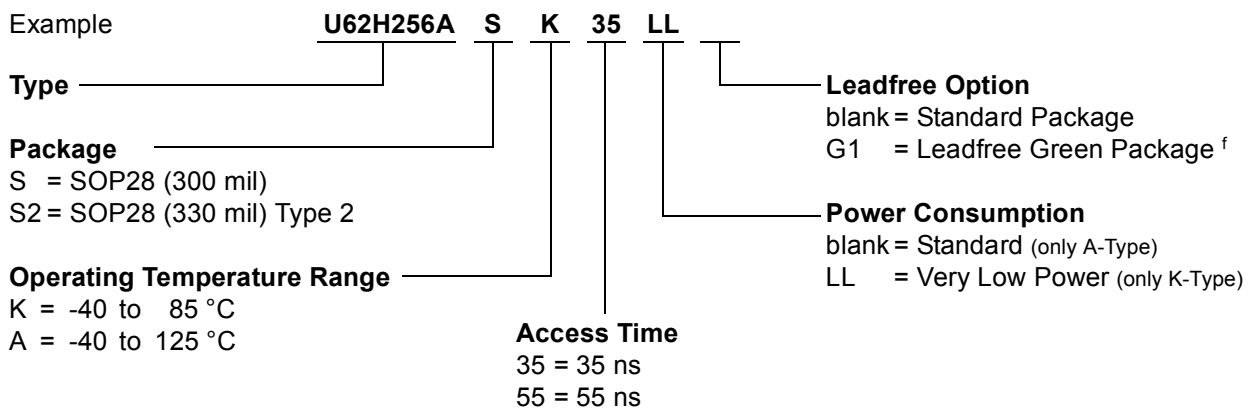 Example U62H256A S K 35 LL
Type
Package
S = SOP28 (300 mil)
S2 = SOP28 (330 mil) Type 2
Operating Temperature Range
K = -40 to 85 °C
A = -40 to 125 °C
Access Time
35 = 35 ns
55 = 55 ns
Leadfree Option
blank = Standard Package
G1 = Leadfree Green Package f
Power Consumption
blank = Standard (only A-Type)
LL = Very Low Power (only K-Type)